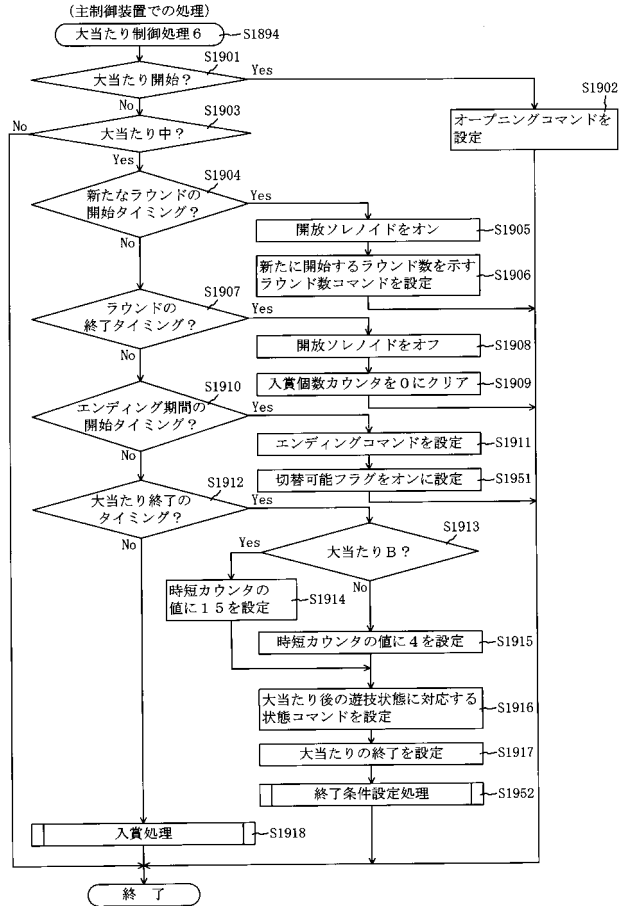 (主制御装置での処理)
大当たり制御処理6
S1894
S1901
大当たり開始?
Yes
No
S1902
オープニングコマンドを
設定
S1903
No
大当たり中?
Yes
S1904
新たなラウンドの
開始タイミング?
Yes
No
開放ソレノイドをオン
S1905
新たに開始するラウンド数を示す
ラウンド数コマンドを設定
S1906
S1907
ラウンドの
終了タイミング?
Yes
No
開放ソレノイドをオフ
S1908
入賞個数カウンタを0にクリア
S1909
S1910
エンディング期間の
開始タイミング?
Yes
No
エンディングコマンドを設定
S1911
切替可能フラグをオンに設定
S1951
S1912
大当たり終了の
タイミング?
Yes
No
S1913
大当たりB?
Yes
No
時短カウンタの
値に15を設定
S1914
時短カウンタの値に4を設定
S1915
大当たり後の遊技状態に対応する
状態コマンドを設定
S1916
大当たりの終了を設定
S1917
終了条件設定処理
S1952
入賞処理
S1918
終 了